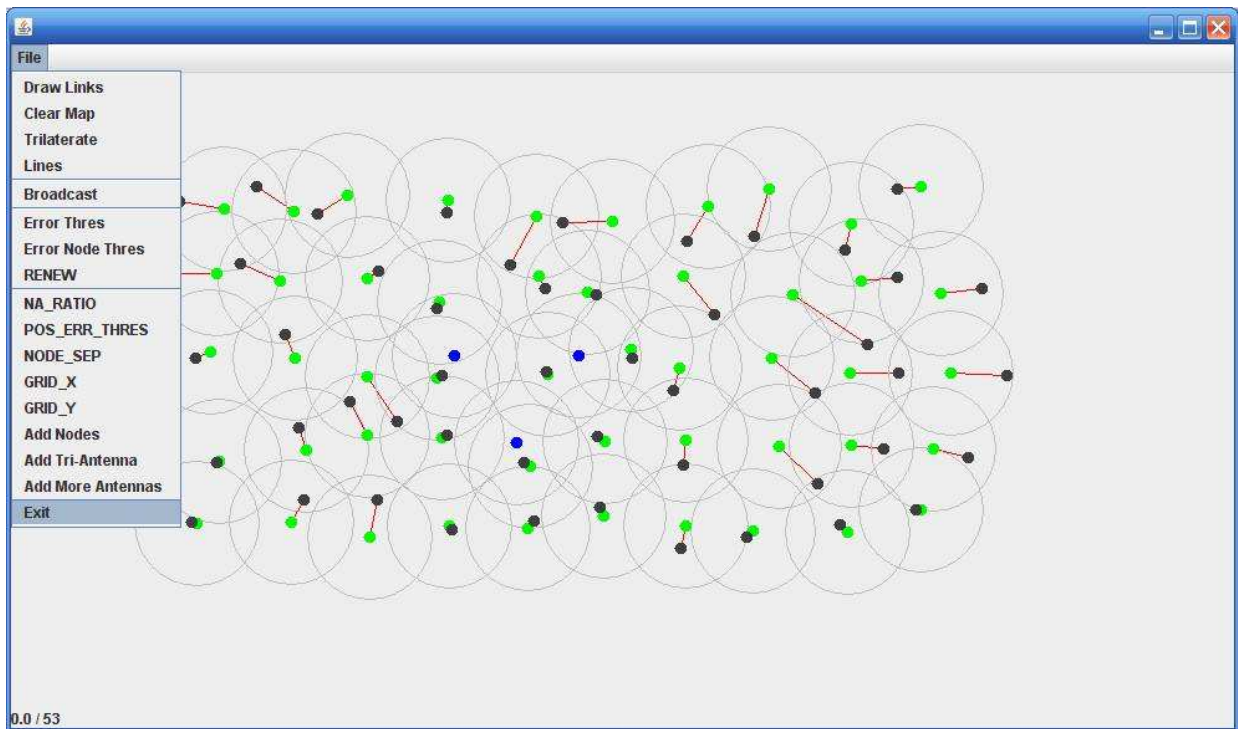 File
Draw Links
Clear Map
Trilaterate
Lines
Broadcast
Error Thres
Error Node Thres
RENEW
NA_RATIO
POS_ERR_THRES
NODE_SEP
GRID_X
GRID_Y
Add Nodes
Add Tri-Antenna
Add More Antennas
Exit
0.0 / 53